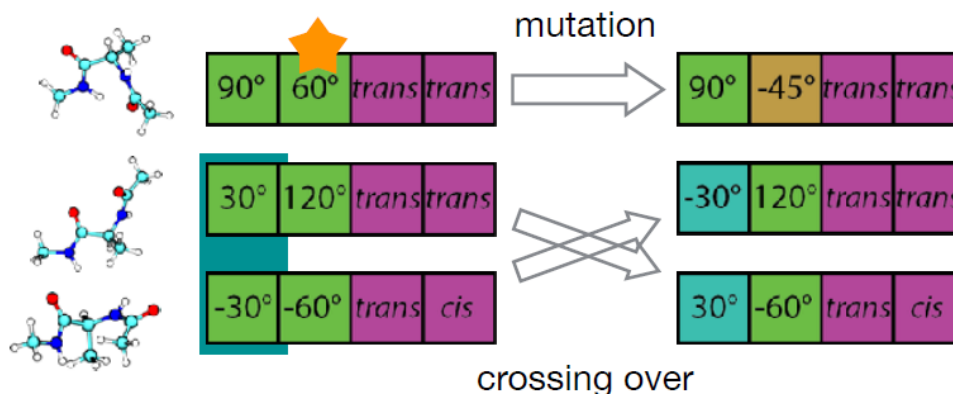 mutation
90° 60° trans trans 90° -45° trans trans
30° 120° trans trans -30° 120° trans trans
-30° -60° trans cis 30° -60° trans cis
crossing over